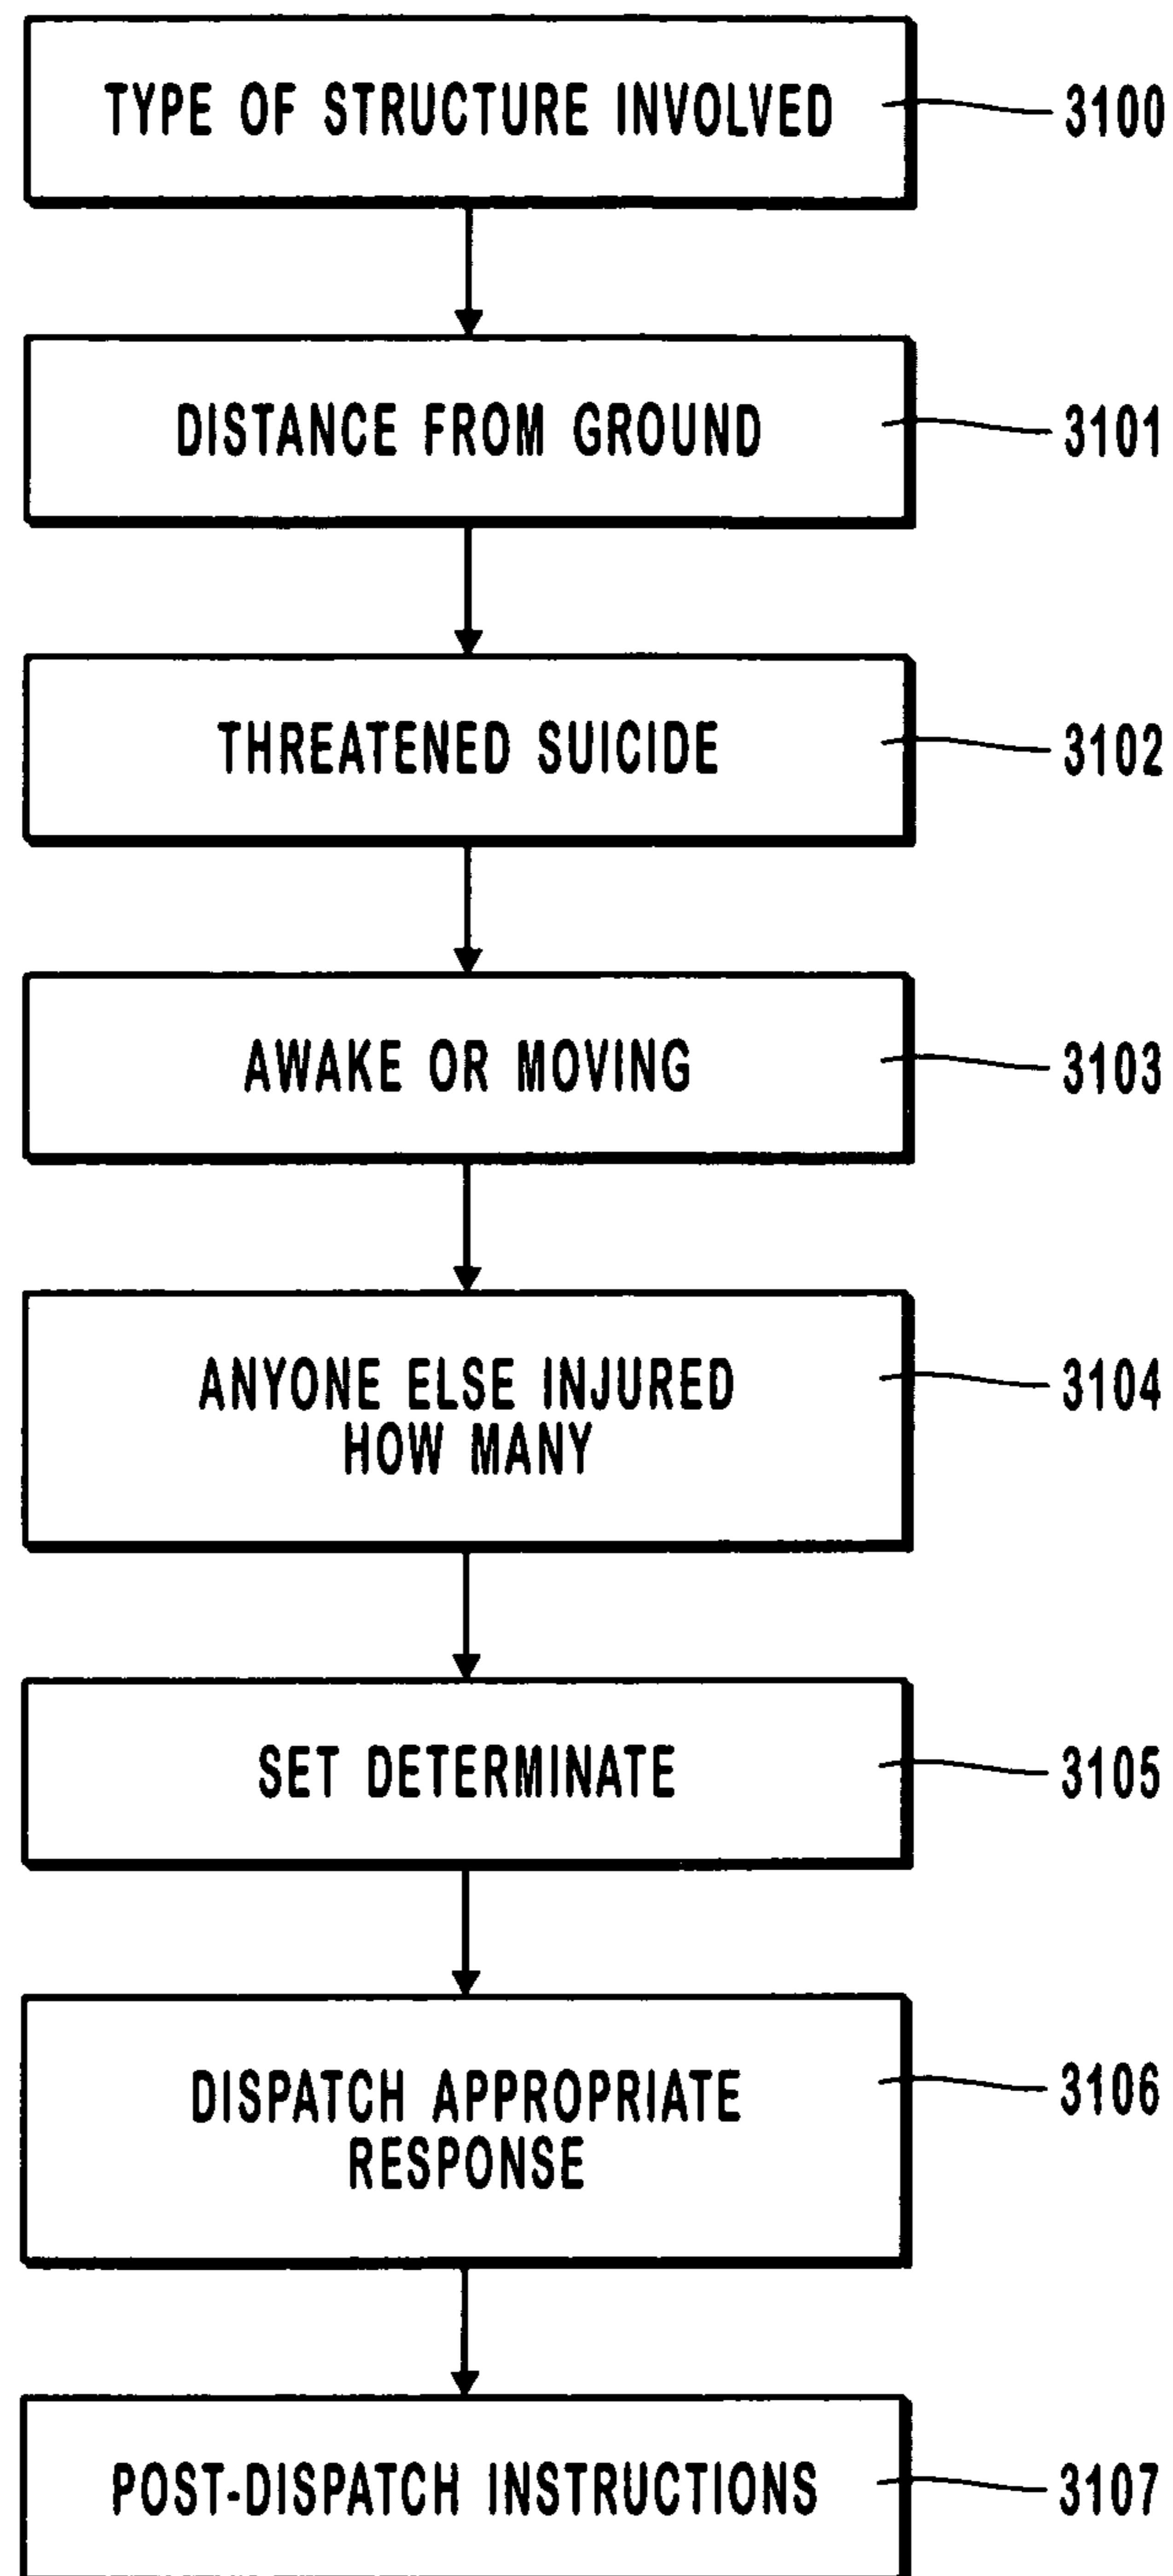 TYPE OF STRUCTURE INVOLVED
3100
DISTANCE FROM GROUND
3101
THREATENED SUICIDE
3102
AWAKE OR MOVING
3103
ANYONE ELSE INJURED
HOW MANY
3104
SET DETERMINATE
3105
DISPATCH APPROPRIATE
RESPONSE
3106
POST-DISPATCH INSTRUCTIONS
3107